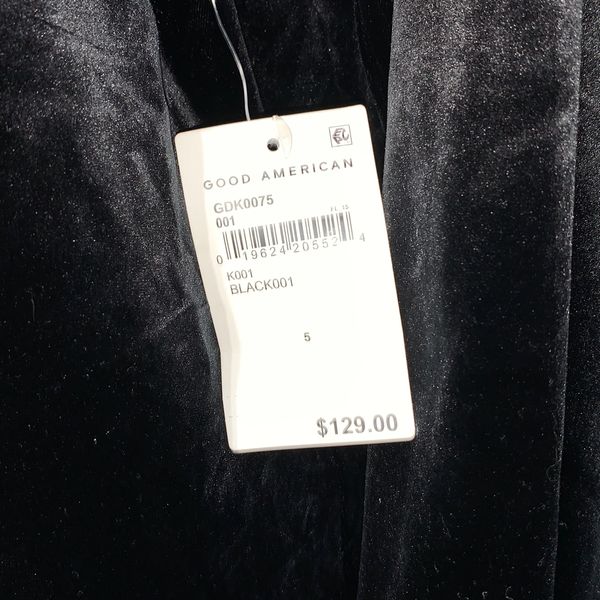 GOOD AMERICAN
GDK0075
001
FL 15
0 19624 20552 4
K001
BLACK001
5
$129.00